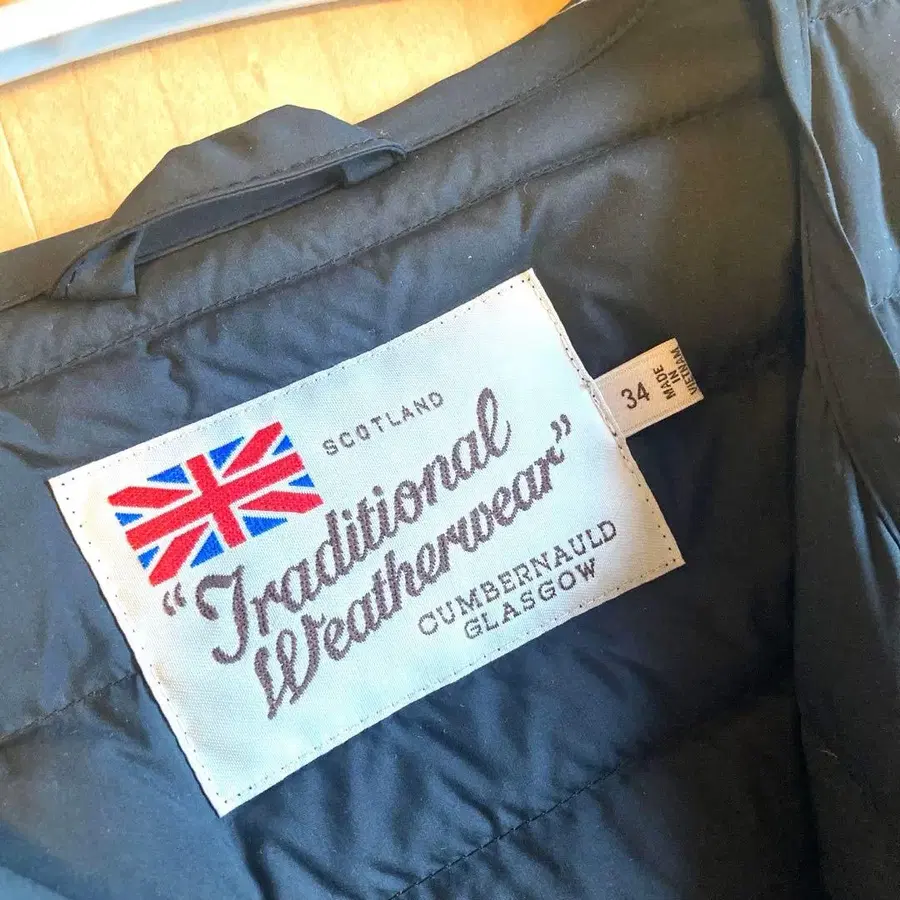 SCOTLAND
"Traditional
Weatherwear"
CUMBERNAULD
GLASGOW
34
MADE
IN
VIETNAM